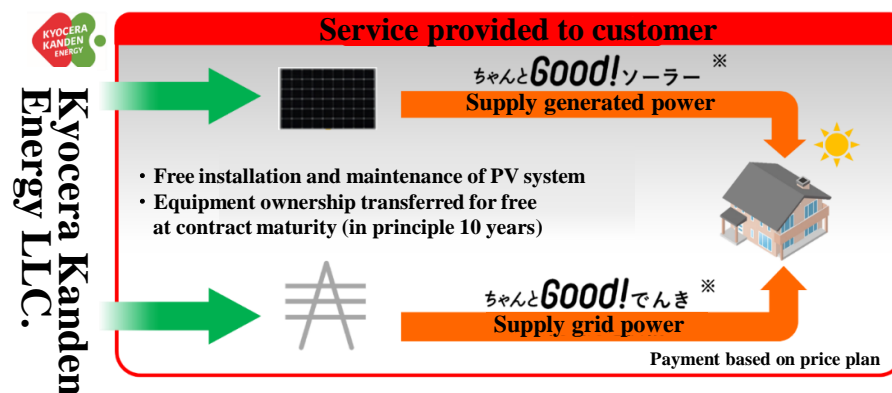 Service provided to customer
KYOCERA
KANDEN
ENERGY
Kyocera Kanden
Energy LLC.
ちゃんとGood!ソーラー ※
Supply generated power
・Free installation and maintenance of PV system
・Equipment ownership transferred for free
at contract maturity (in principle 10 years)
ちゃんとGood!でんき ※
Supply grid power
Payment based on price plan